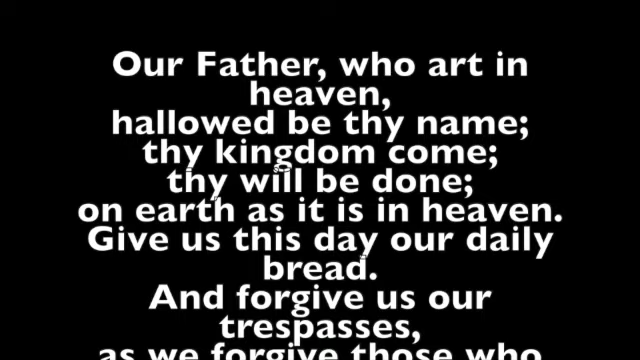 Our Father, who art in
heaven,
hallowed be thy name;
thy kingdom come;
thy will be done;
on earth as it is in heaven.
Give us this day our daily
bread.
And forgive us our
trespasses,
as we forgive those who